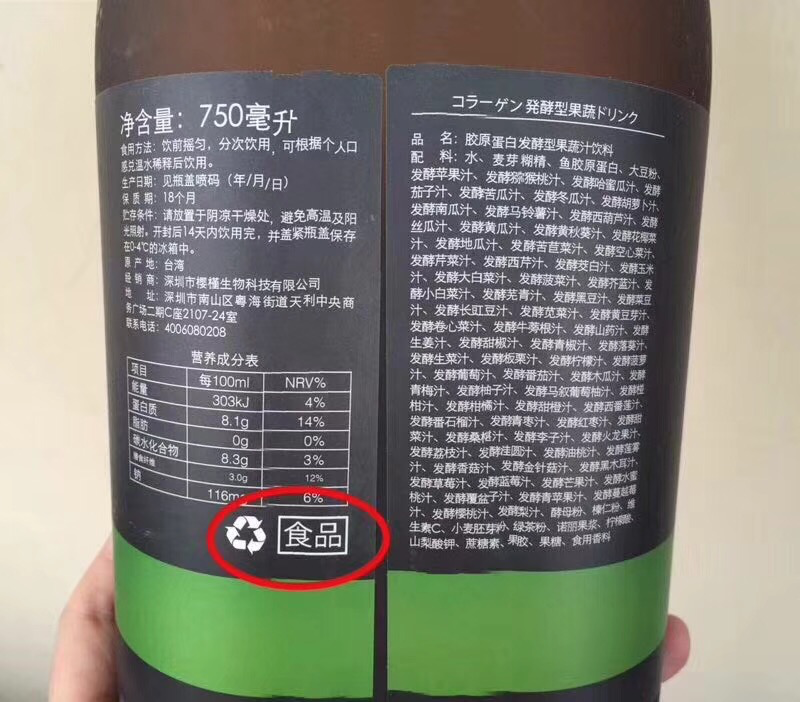 净含量：750毫升
食用方法：饮前摇匀，分次饮用，可根据个人口
感兑温水稀释后饮用。
生产日期：见瓶盖喷码（年/月/日）
保质期：18个月
贮存条件：请放置于阴凉干燥处，避免高温及阳
光照射。开封后14天内饮用完，并盖紧瓶盖保存
在0-4℃的冰箱中。
原产地：台湾
经销商：深圳市樱槿生物科技有限公司
地址：深圳市南山区粤海街道天利中央商
务广场二期C座2107-24室
联系电话：4006080208
营养成分表
项目 每100ml NRV%
能量 303kJ 4%
蛋白质 8.1g 14%
脂肪 0g 0%
碳水化合物 8.3g 3%
膳食纤维 3.0g 12%
钠 116mg 6%
食品
コラーゲン 発酵型果蔬ドリンク
品名：胶原蛋白发酵型果蔬汁饮料
配料：水、麦芽糊精、鱼胶原蛋白、大豆粉、
发酵苹果汁、发酵猕猴桃汁、发酵哈蜜瓜汁、发酵
茄子汁、发酵苦瓜汁、发酵冬瓜汁、发酵胡萝卜汁、
发酵南瓜汁、发酵马铃薯汁、发酵西葫芦汁、发酵
丝瓜汁、发酵黄瓜汁、发酵黄秋葵汁、发酵花椰菜
汁、发酵地瓜汁、发酵苦苣菜汁、发酵空心菜汁、
发酵芹菜汁、发酵西芹汁、发酵茭白汁、发酵玉米
汁、发酵大白菜汁、发酵菠菜汁、发酵芥蓝汁、发
酵小白菜汁、发酵芜青汁、发酵黑豆汁、发酵菜豆
汁、发酵长豇豆汁、发酵苋菜汁、发酵黄豆芽汁、
发酵卷心菜汁、发酵牛蒡根汁、发酵山药汁、发酵
生姜汁、发酵甜椒汁、发酵青椒汁、发酵落葵汁、
发酵生菜汁、发酵板栗汁、发酵柠檬汁、发酵菠萝
汁、发酵葡萄汁、发酵番茄汁、发酵木瓜汁、发酵
青梅汁、发酵柚子汁、发酵马叙葡萄柚汁、发酵椪
柑汁、发酵柑橘汁、发酵甜橙汁、发酵西番莲汁、
发酵番石榴汁、发酵青枣汁、发酵红枣汁、发酵甜
菜汁、发酵桑椹汁、发酵李子汁、发酵火龙果汁、
发酵荔枝汁、发酵桂圆汁、发酵油桃汁、发酵莲雾
汁、发酵香菇汁、发酵金针菇汁、发酵黑木耳汁、
发酵草莓汁、发酵蓝莓汁、发酵芒果汁、发酵水蜜
桃汁、发酵覆盆子汁、发酵青苹果汁、发酵蔓越莓
汁、发酵樱桃汁、发酵梨汁、酵母粉、榛仁粉、维
生素C、小麦胚芽粉、绿茶粉、诺丽果浆、柠檬酸、
山梨酸钾、蔗糖素、果胶、果糖、食用香料